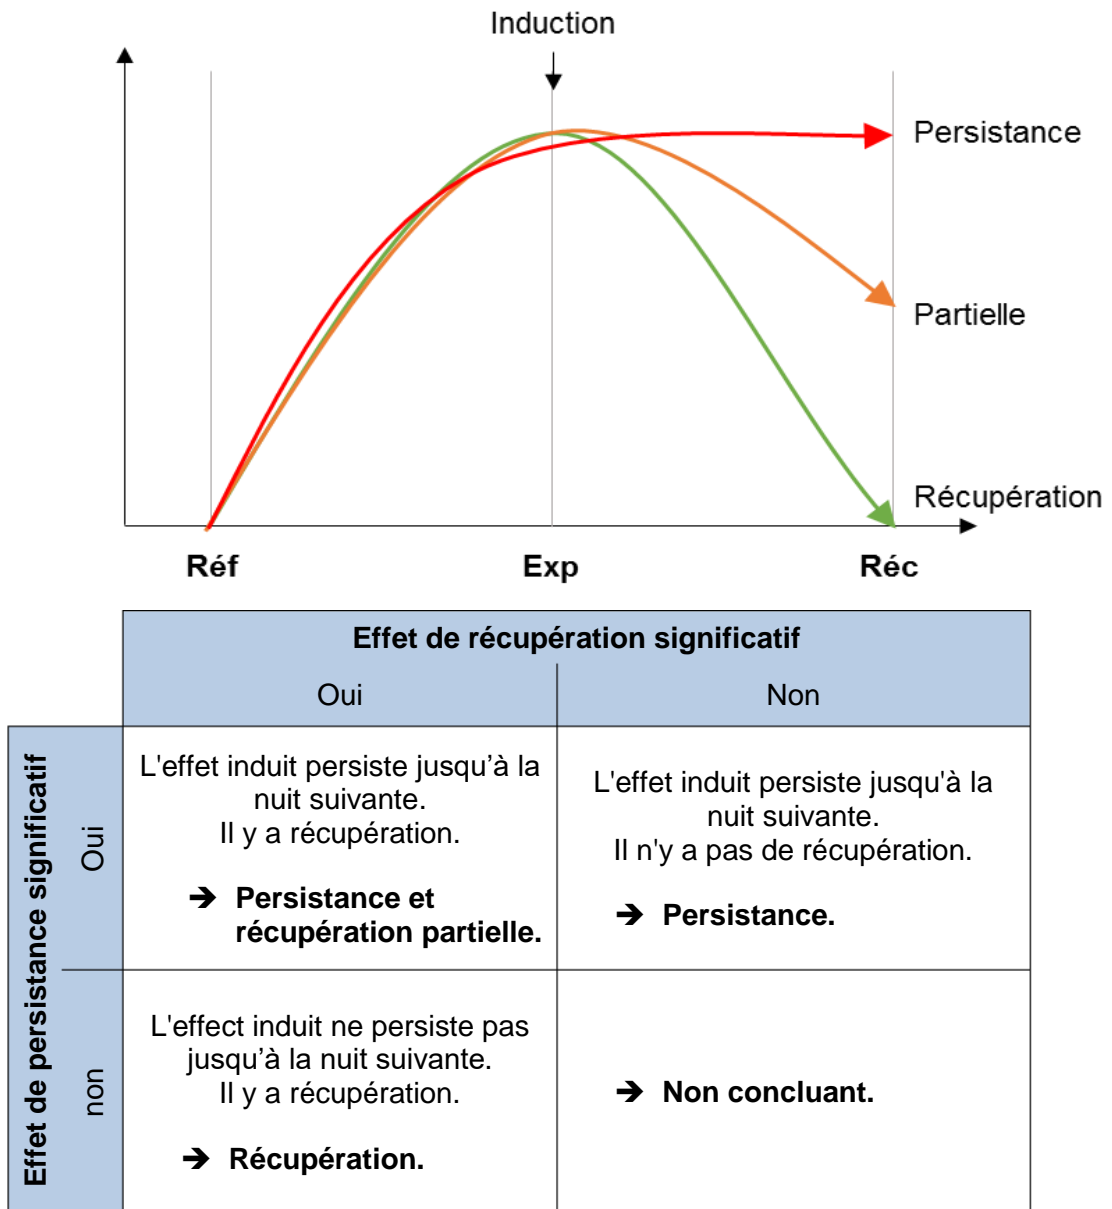 Induction
Persistance
Partielle
Récupération
Réf
Exp
Réc
Effet de récupération significatif
Oui
Non
Effet de persistance significatif
Oui
L'effet induit persiste jusqu’à la
nuit suivante.
Il y a récupération.
➔ Persistance et
récupération partielle.
L'effet induit persiste jusqu'à la
nuit suivante.
Il n'y a pas de récupération.
➔ Persistance.
non
L'effect induit ne persiste pas
jusqu’à la nuit suivante.
Il y a récupération.
➔ Récupération.
➔ Non concluant.